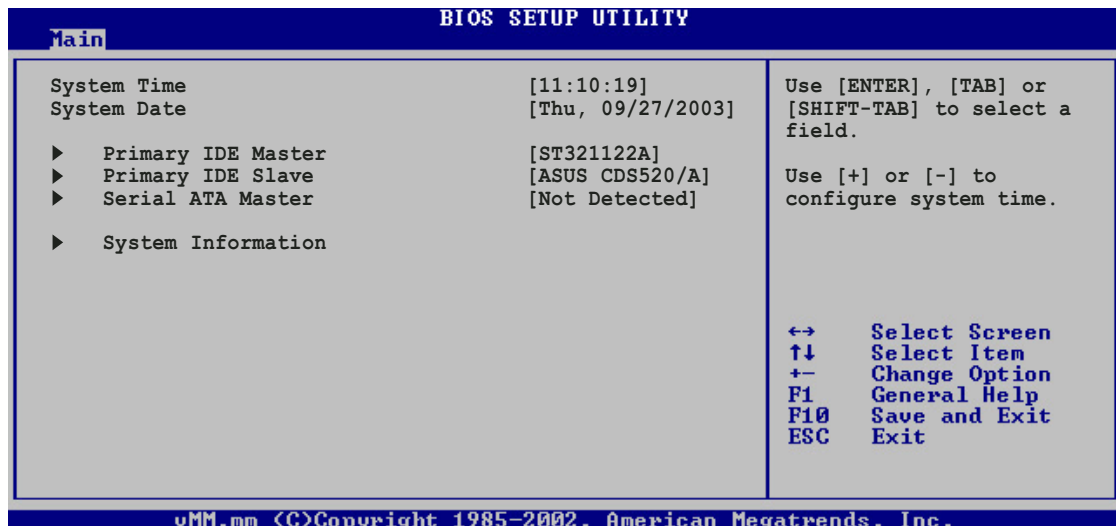 BIOS SETUP UTILITY
Main
System Time [11:10:19]
System Date [Thu, 09/27/2003]
Primary IDE Master [ST321122A]
Primary IDE Slave [ASUS CDS520/A]
Serial ATA Master [Not Detected]
System Information
Use [ENTER], [TAB] or
[SHIFT-TAB] to select a
field.
Use [+] or [-] to
configure system time.
←→ Select Screen
↑↓ Select Item
+- Change Option
F1 General Help
F10 Save and Exit
ESC Exit
vMM.mm (C)Copyright 1985-2002, American Megatrends, Inc.